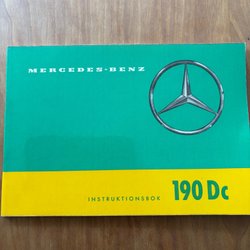 MERCEDES-BENZ
INSTRUKTIONSBOK
190 Dc